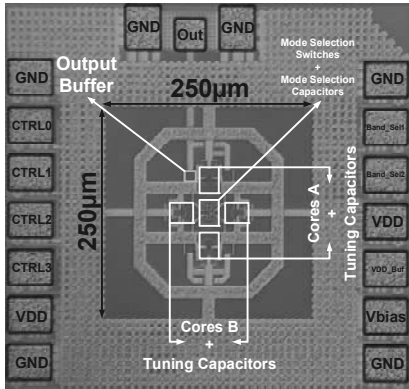 GND
Out
GND
Output
Buffer
Mode Selection
Switches
+
Mode Selection
Capacitors
250µm
250µm
GND
CTRL0
CTRL1
CTRL2
CTRL3
VDD
GND
GND
Band_Sel1
Band_Sel2
VDD
VDD_Buf
Vbias
GND
Cores A
+
Tuning Capacitors
Cores B
+
Tuning Capacitors